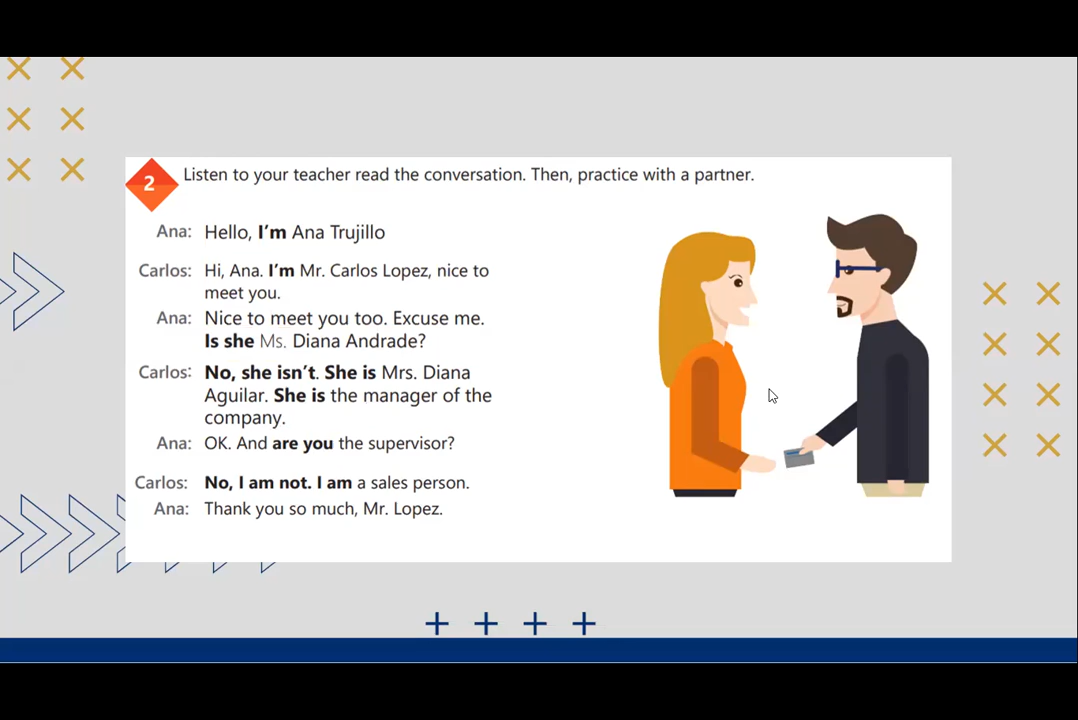 2 Listen to your teacher read the conversation. Then, practice with a partner.
Ana: Hello, I'm Ana Trujillo
Carlos: Hi, Ana. I'm Mr. Carlos Lopez, nice to
meet you.
Ana: Nice to meet you too. Excuse me.
Is she Ms. Diana Andrade?
Carlos: No, she isn't. She is Mrs. Diana
Aguilar. She is the manager of the
company.
Ana: OK. And are you the supervisor?
Carlos: No, I am not. I am a sales person.
Ana: Thank you so much, Mr. Lopez.